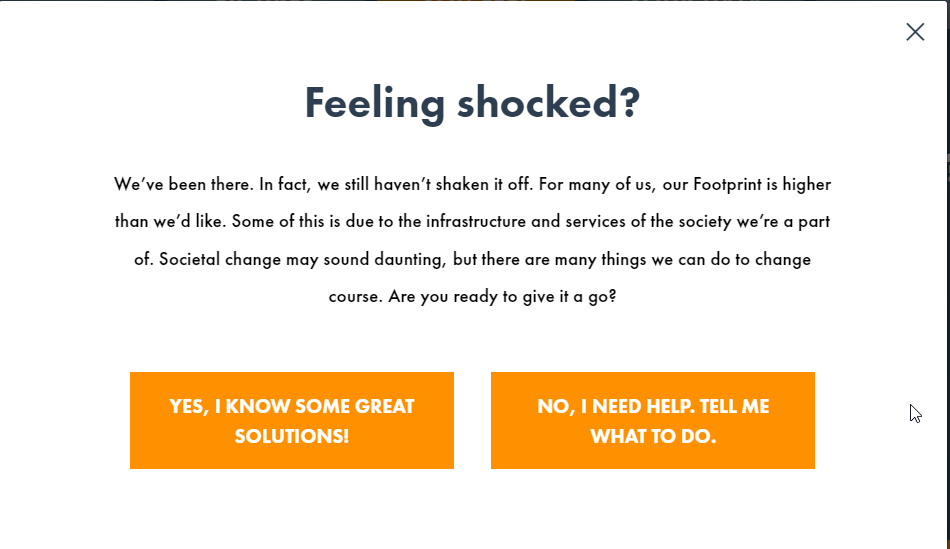 Feeling shocked?
We've been there. In fact, we still haven't shaken it off. For many of us, our Footprint is higher
than we'd like. Some of this is due to the infrastructure and services of the society we're a part
of. Societal change may sound daunting, but there are many things we can do to change
course. Are you ready to give it a go?
YES, I KNOW SOME GREAT
SOLUTIONS!
NO, I NEED HELP. TELL ME
WHAT TO DO.